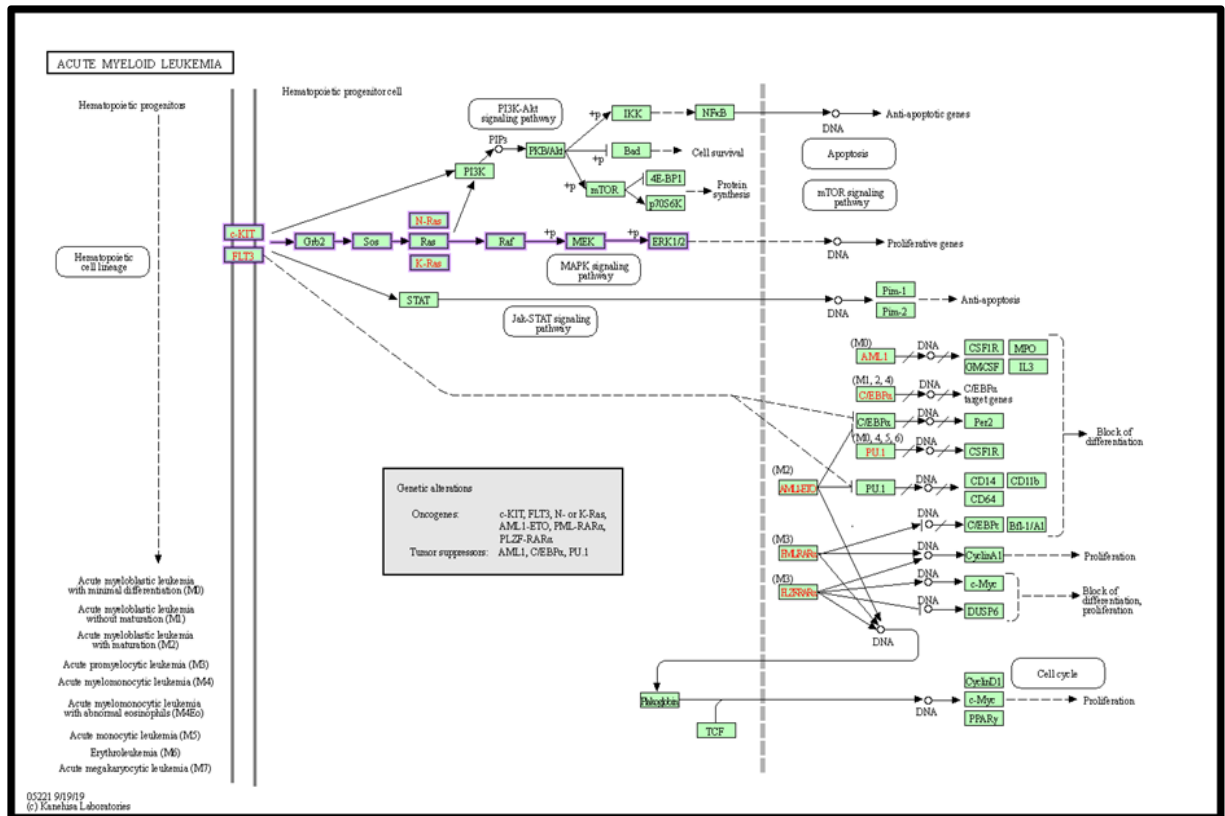 ACUTE MYELOID LEUKEMIA
Hematopoietic progenitors
Hematopoietic progenitor cell
PI3K-Akt
signaling pathway
PIP3
PI3K
PKB/Akt
+p
IKK
NFκB
DNA
Anti-apoptotic genes
+p
Bad
Cell survival
Apoptosis
+p
mTOR
4E-BP1
p70S6K
Protein
synthesis
mTOR signaling
pathway
c-KIT
FLT3
Grb2
Sos
N-Ras
Ras
K-Ras
Raf
+p
MEK
+p
ERK1/2
DNA
Proliferative genes
MAPK signaling
pathway
Hematopoietic
cell lineage
STAT
Jak-STAT signaling
pathway
DNA
Pim-1
Pim-2
Anti-apoptosis
(M0)
AML1
DNA
CSF1R
MPO
GMCSF
IL3
(M1, 2, 4)
C/EBPα
DNA
C/EBPα
target genes
C/EBPα
DNA
Per2
(M0, 4, 5, 6)
PU.1
DNA
CSF1R
Block of
differentiation
(M2)
AML1-ETO
PU.1
DNA
CD14
CD11b
CD64
DNA
C/EBPε
Bfl-1/A1
(M3)
PML-RARα
DNA
CyclinA1
Proliferation
(M3)
PLZF-RARα
DNA
c-Myc
DNA
DUSP6
Block of
differentiation,
proliferation
DNA
Genetic alterations
Oncogenes: c-KIT, FLT3, N- or K-Ras,
AML1-ETO, PML-RARα,
PLZF-RARα
Tumor suppressors: AML1, C/EBPα, PU.1
Plakoglobin
TCF
DNA
CyclinD1
c-Myc
PPARγ
Cell cycle
Proliferation
Acute myeloblastic leukemia
with minimal differentiation (M0)
Acute myeloblastic leukemia
without maturation (M1)
Acute myeloblastic leukemia
with maturation (M2)
Acute promyelocytic leukemia (M3)
Acute myelomonocytic leukemia (M4)
Acute myelomonocytic leukemia
with abnormal eosinophils (M4Eo)
Acute monocytic leukemia (M5)
Erythroleukemia (M6)
Acute megakaryocytic leukemia (M7)
05221 9/19/19
(c) Kanehisa Laboratories